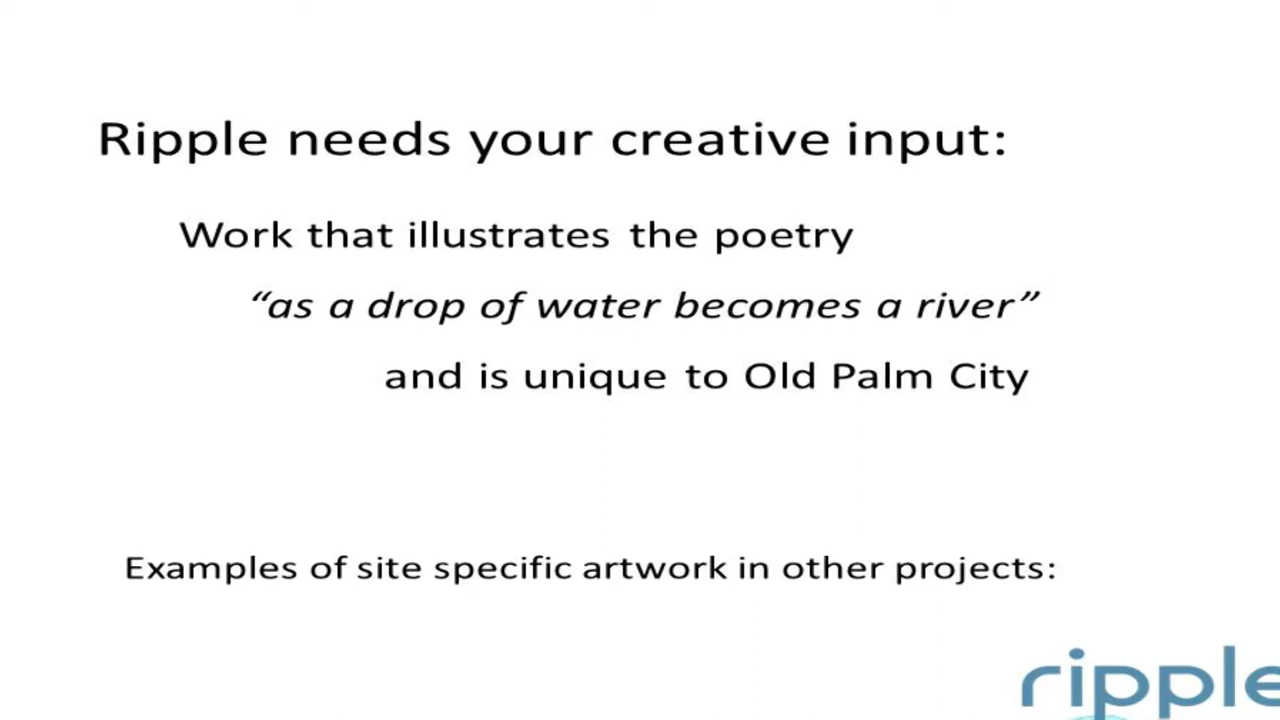 Ripple needs your creative input:
Work that illustrates the poetry
“as a drop of water becomes a river”
and is unique to Old Palm City
Examples of site specific artwork in other projects:
ripple